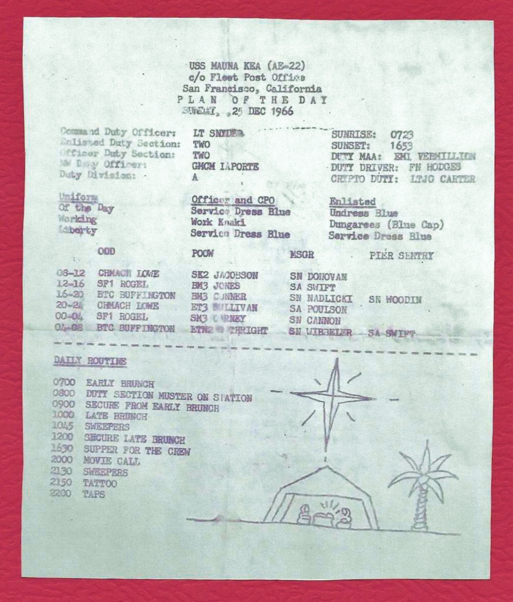 USS MAUNA KEA (AE-22)
c/o Fleet Post Office
San Francisco, California
PLAN OF THE DAY
SUNDAY, 25 DEC 1966
Command Duty Officer: LT SNYDER SUNRISE: 0723
Enlisted Duty Section: TWO SUNSET: 1653
Officer Duty Section: TWO DUTY MAA: EM1 VERMILLION
Duty Officer: GMCM LAPORTE DUTY DRIVER: FN HODGES
Duty Division: A CRYPTO DUTY: LTJG CARTER
Uniform Officer and CPO Enlisted
Of the Day Service Dress Blue Undress Blue
Working Work Khaki Dungarees (Blue Cap)
Liberty Service Dress Blue Service Dress Blue
OOD POOW MSGR PIER SENTRY
08-12 CHMACH LOWE SK2 JACOBSON SN DONOVAN
12-16 SF1 ROGEL BM3 JONES SA SWIFT
16-20 BTC BUFFINGTON BM3 CONNER SN NADLICKI SN WOODIN
20-24 CHMACH LOWE ET3 SULLIVAN SA POULSON
00-04 SF1 ROGEL SM3 SN CANNON
04-08 BTC BUFFINGTON SN WHEELER SA SWIFT
DAILY ROUTINE
0700 EARLY BRUNCH
0800 DUTY SECTION MUSTER ON STATION
0900 SECURE FROM EARLY BRUNCH
1000 LATE BRUNCH
1045 SWEEPERS
1200 SECURE LATE BRUNCH
1630 SUPPER FOR THE CREW
2000 MOVIE CALL
2130 SWEEPERS
2150 TATTOO
2200 TAPS